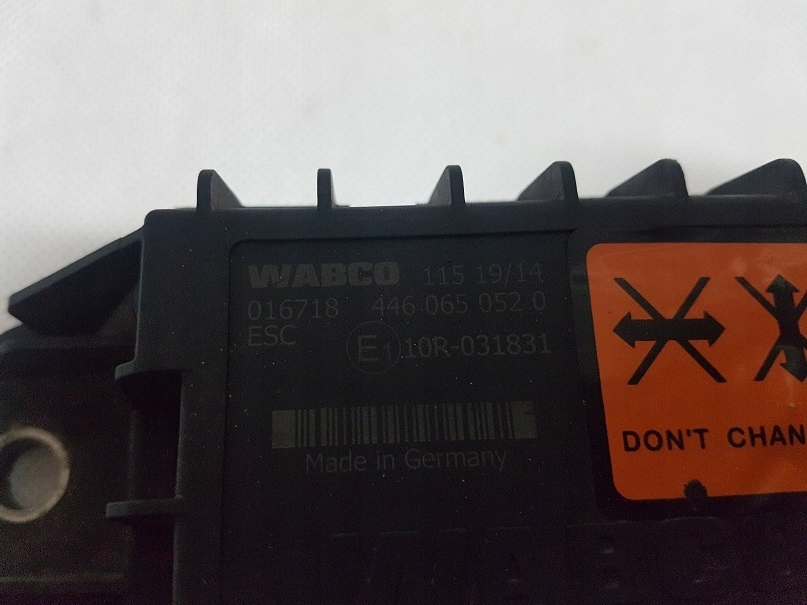 WABCO 115 19/14
016718 446 065 052 0
ESC
E1 10R-031831
Made in Germany
DON'T CHAN